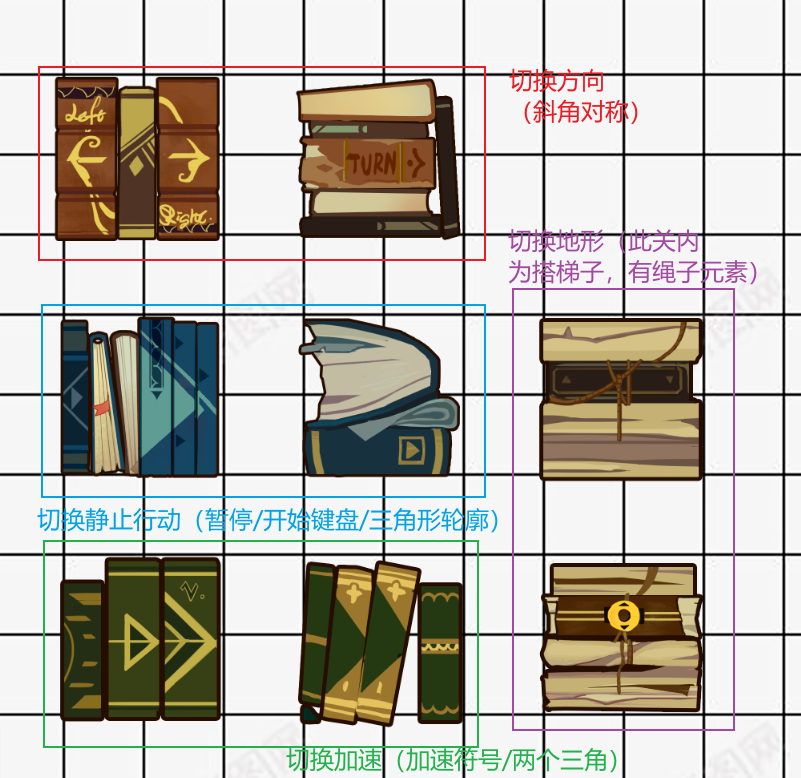 切换方向
（斜角对称）
Left
Right.
TURN
切换地形（此关内
为搭梯子，有绳子元素）
切换静止行动（暂停/开始键盘/三角形轮廓）
V.
切换加速（加速符号/两个三角）